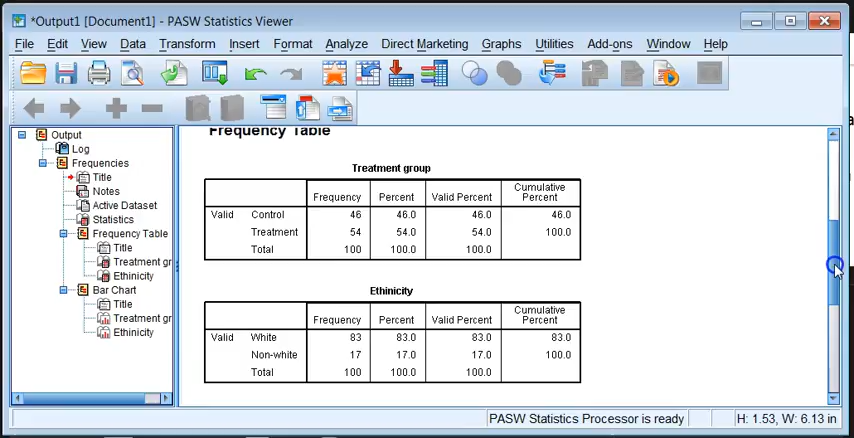 *Output1 [Document1] - PASW Statistics Viewer
File Edit View Data Transform Insert Format Analyze Direct Marketing Graphs Utilities Add-ons Window Help
Output
Log
Frequencies
Title
Notes
Active Dataset
Statistics
Frequency Table
Title
Treatment gr
Ethinicity
Bar Chart
Title
Treatment gr
Ethinicity
Frequency Table
Treatment group
Frequency Percent Valid Percent Cumulative Percent
Valid Control 46 46.0 46.0 46.0
Treatment 54 54.0 54.0 100.0
Total 100 100.0 100.0
Ethinicity
Frequency Percent Valid Percent Cumulative Percent
Valid White 83 83.0 83.0 83.0
Non-white 17 17.0 17.0 100.0
Total 100 100.0 100.0
PASW Statistics Processor is ready H: 1.53, W: 6.13 in